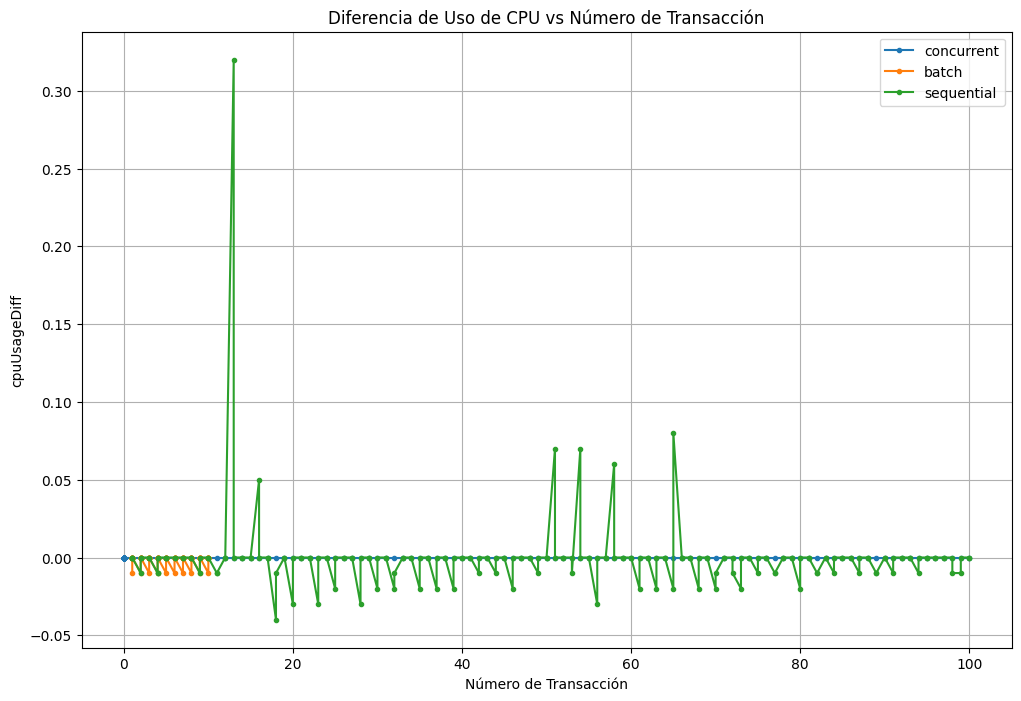 Diferencia de Uso de CPU vs Número de Transacción
concurrent
batch
sequential
cpuUsageDiff
0.30
0.25
0.20
0.15
0.10
0.05
0.00
−0.05
0 20 40 60 80 100
Número de Transacción